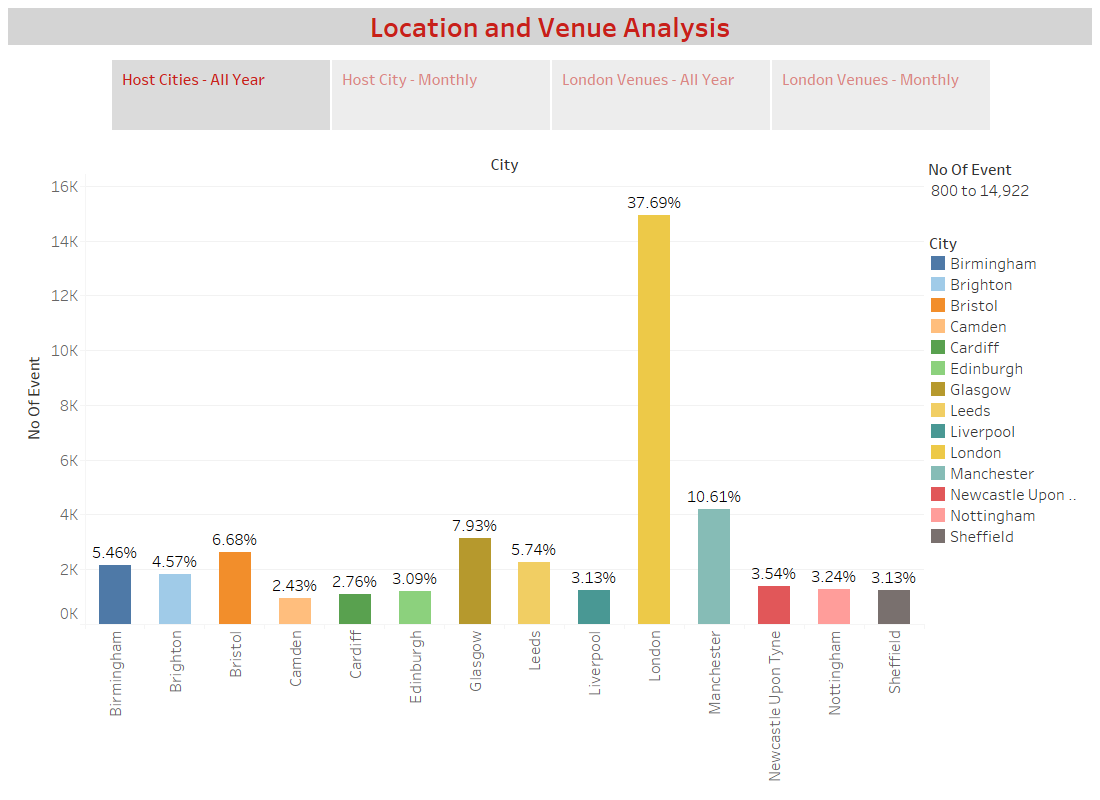 Location and Venue Analysis
Host Cities - All Year
Host City - Monthly
London Venues - All Year
London Venues - Monthly
City
No Of Event
16K
14K
12K
10K
8K
6K
4K
2K
0K
5.46%
4.57%
6.68%
2.43%
2.76%
3.09%
7.93%
5.74%
3.13%
37.69%
10.61%
3.54%
3.24%
3.13%
Birmingham
Brighton
Bristol
Camden
Cardiff
Edinburgh
Glasgow
Leeds
Liverpool
London
Manchester
Newcastle Upon Tyne
Nottingham
Sheffield
No Of Event
800 to 14,922
City
Birmingham
Brighton
Bristol
Camden
Cardiff
Edinburgh
Glasgow
Leeds
Liverpool
London
Manchester
Newcastle Upon ..
Nottingham
Sheffield